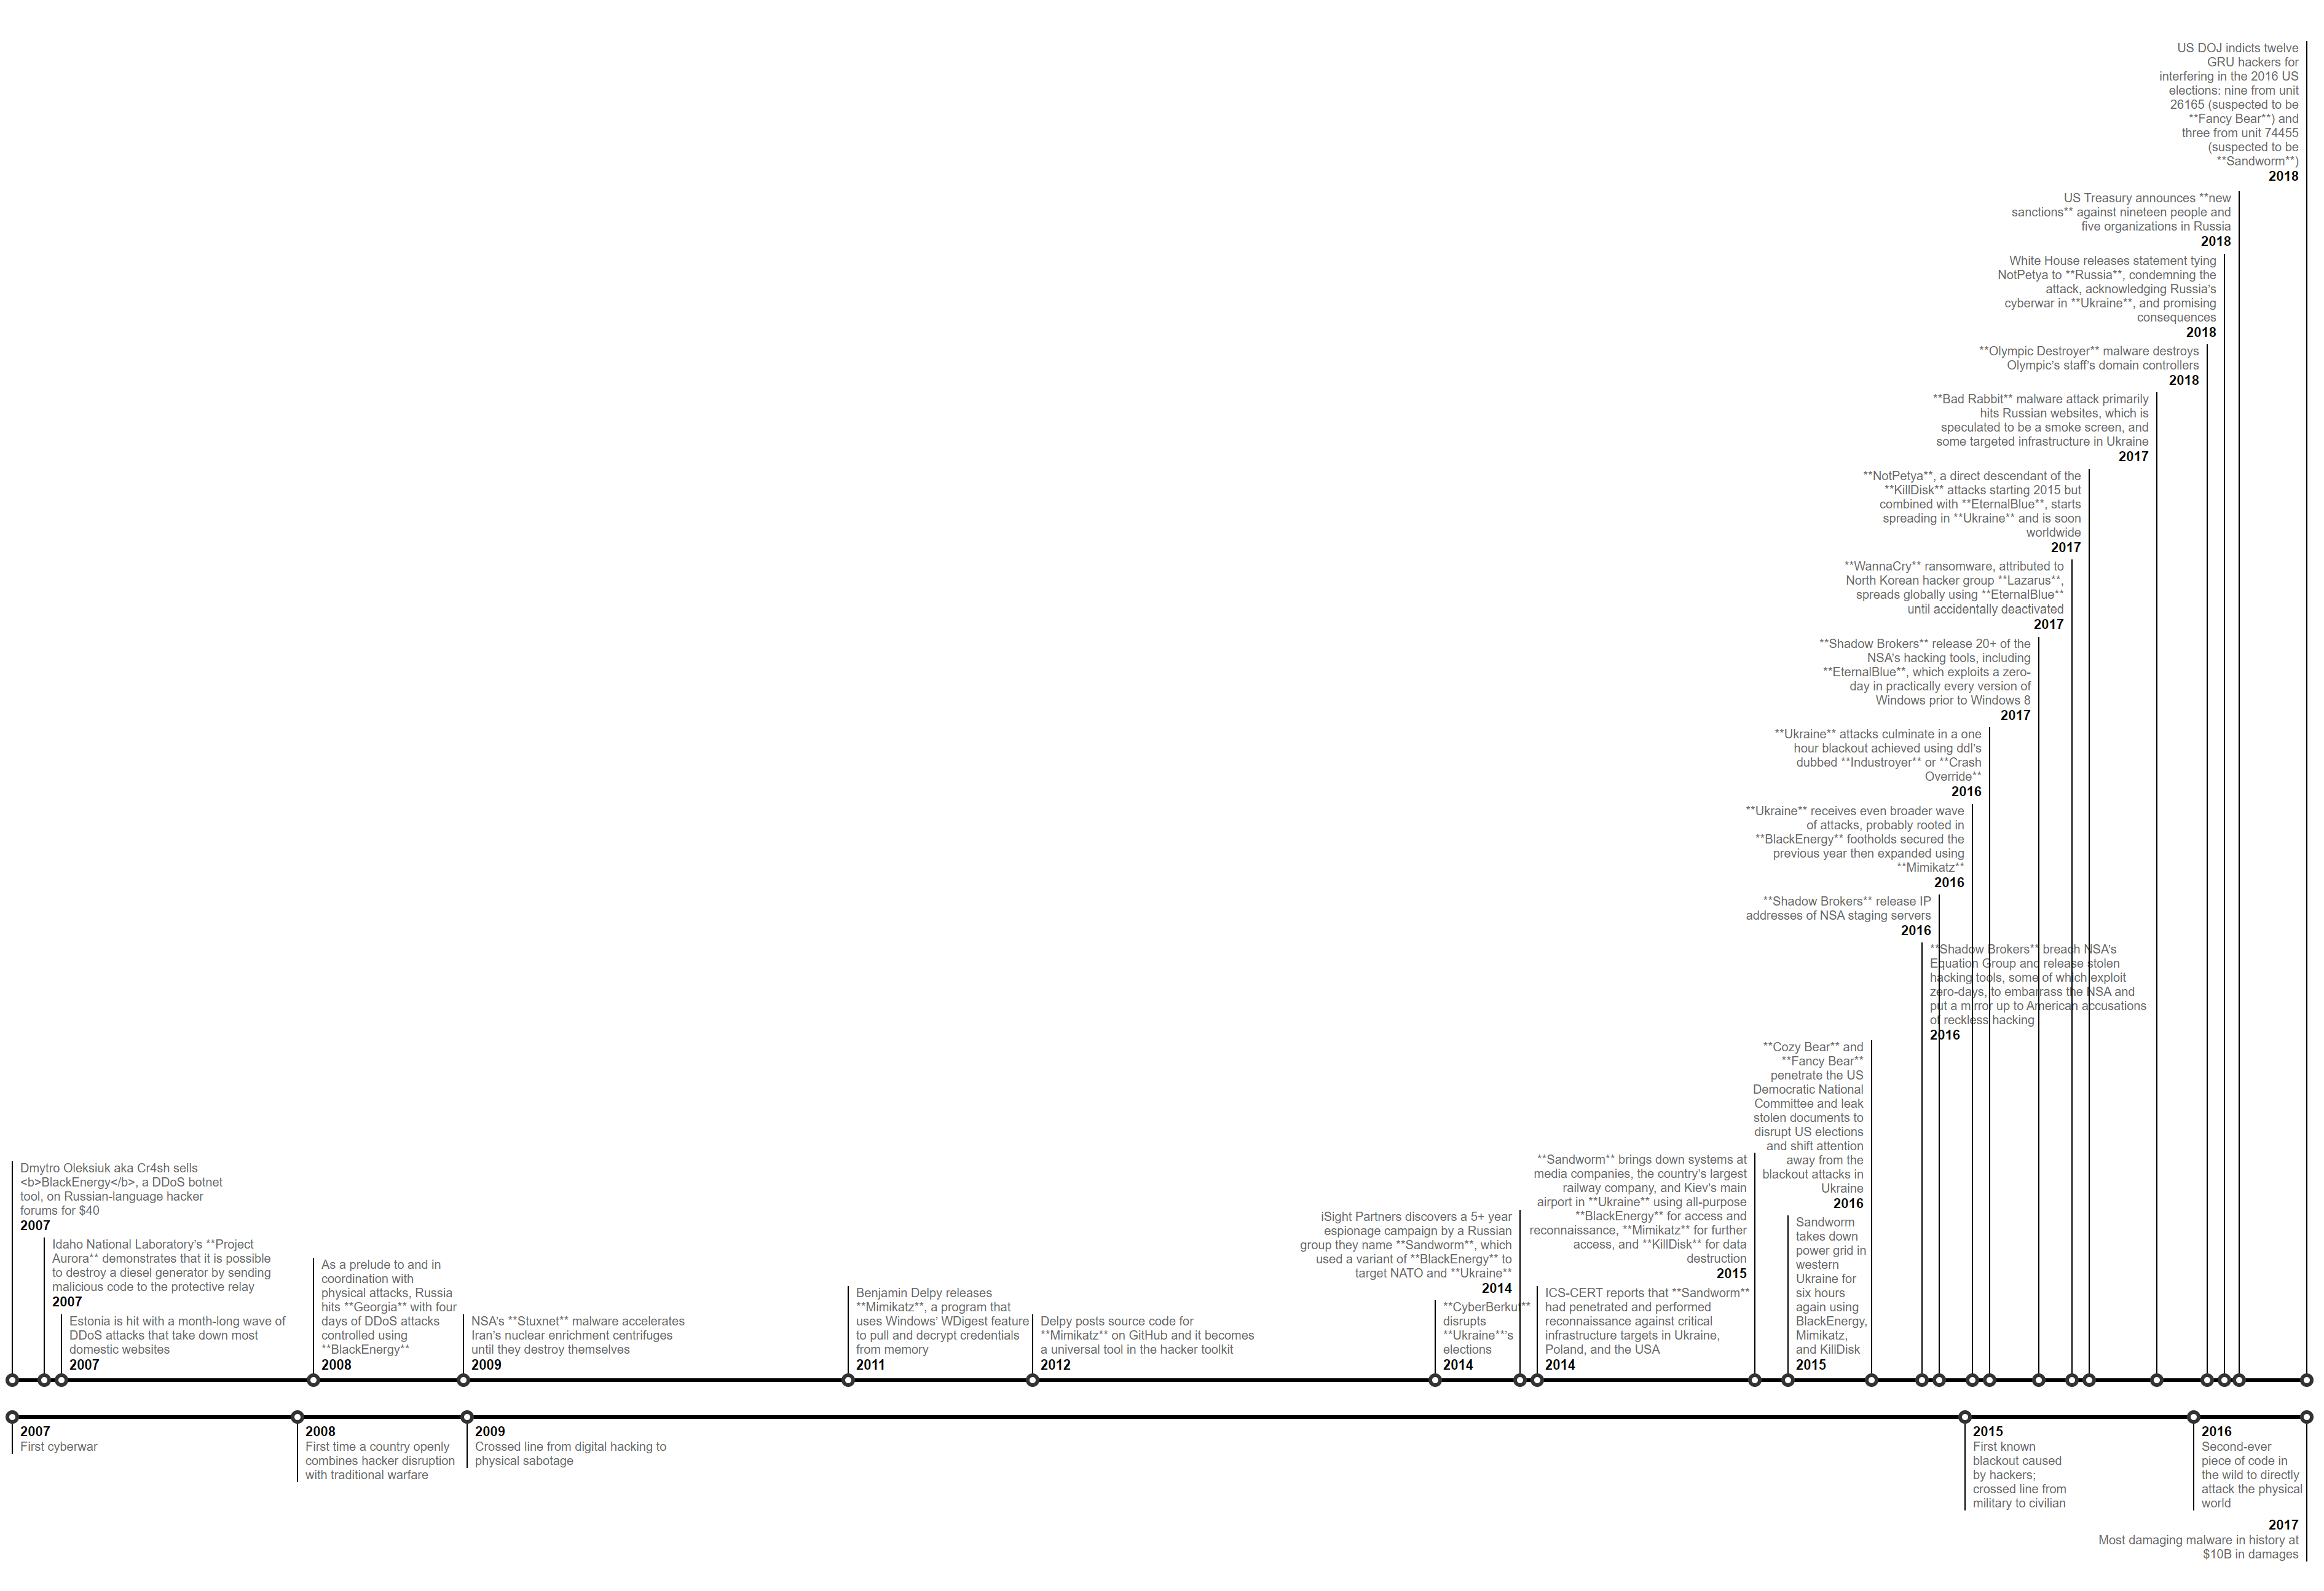 US DOJ indicts twelve
GRU hackers for
interfering in the 2016 US
elections: nine from unit
26165 (suspected to be
**Fancy Bear**) and
three from unit 74455
(suspected to be
**Sandworm**)
2018
US Treasury announces **new
sanctions** against nineteen people and
five organizations in Russia
2018
White House releases statement tying
NotPetya to **Russia**, condemning the
attack, acknowledging Russia's
cyberwar in **Ukraine**, and promising
consequences
2018
**Olympic Destroyer** malware destroys
Olympic's staff's domain controllers
2018
**Bad Rabbit** malware attack primarily
hits Russian websites, which is
speculated to be a smoke screen, and
some targeted infrastructure in Ukraine
2017
**NotPetya**, a direct descendant of the
**KillDisk** attacks starting 2015 but
combined with **EternalBlue**, starts
spreading in **Ukraine** and is soon
worldwide
2017
**WannaCry** ransomware, attributed to
North Korean hacker group **Lazarus**,
spreads globally using **EternalBlue**
until accidentally deactivated
2017
**Shadow Brokers** release 20+ of the
NSA's hacking tools, including
**EternalBlue**, which exploits a zero-
day in practically every version of
Windows prior to Windows 8
2017
**Ukraine** attacks culminate in a one
hour blackout achieved using ddl's
dubbed **Industroyer** or **Crash
Override**
2016
**Ukraine** receives even broader wave
of attacks, probably rooted in
**BlackEnergy** footholds secured the
previous year then expanded using
**Mimikatz**
2016
**Shadow Brokers** release IP
addresses of NSA staging servers
2016
**Shadow Brokers** breach NSA's
Equation Group and release stolen
hacking tools, some of which exploit
zero-days, to embarrass the NSA and
put a mirror up to American accusations
of reckless hacking
2016
**Cozy Bear** and
**Fancy Bear**
penetrate the US
Democratic National
Committee and leak
stolen documents to
disrupt US elections
and shift attention
away from the
blackout attacks in
Ukraine
2016
Dmytro Oleksiuk aka Cr4sh sells
<b>BlackEnergy</b>, a DDoS botnet
tool, on Russian-language hacker
forums for $40
2007
Idaho National Laboratory's **Project
Aurora** demonstrates that it is possible
to destroy a diesel generator by sending
malicious code to the protective relay
2007
Estonia is hit with a month-long wave of
DDoS attacks that take down most
domestic websites
2007
As a prelude to and in
coordination with
physical attacks, Russia
hits **Georgia** with four
days of DDoS attacks
controlled using
**BlackEnergy**
2008
NSA's **Stuxnet** malware accelerates
Iran's nuclear enrichment centrifuges
until they destroy themselves
2009
Benjamin Delpy releases
**Mimikatz**, a program that
uses Windows' WDigest feature
to pull and decrypt credentials
from memory
2011
Delpy posts source code for
**Mimikatz** on GitHub and it becomes
a universal tool in the hacker toolkit
2012
iSight Partners discovers a 5+ year
espionage campaign by a Russian
group they name **Sandworm**, which
used a variant of **BlackEnergy** to
target NATO and **Ukraine**
2014
**CyberBerkut**
disrupts
**Ukraine**'s
elections
2014
**Sandworm** brings down systems at
media companies, the country's largest
railway company, and Kiev's main
airport in **Ukraine** using all-purpose
**BlackEnergy** for access and
reconnaissance, **Mimikatz** for further
access, and **KillDisk** for data
destruction
2015
ICS-CERT reports that **Sandworm**
had penetrated and performed
reconnaissance against critical
infrastructure targets in Ukraine,
Poland, and the USA
2014
Sandworm
takes down
power grid in
western
Ukraine for
six hours
again using
BlackEnergy,
Mimikatz,
and KillDisk
2015
2007
First cyberwar
2008
First time a country openly
combines hacker disruption
with traditional warfare
2009
Crossed line from digital hacking to
physical sabotage
2015
First known
blackout caused
by hackers;
crossed line from
military to civilian
2016
Second-ever
piece of code in
the wild to directly
attack the physical
world
2017
Most damaging malware in history at
$10B in damages